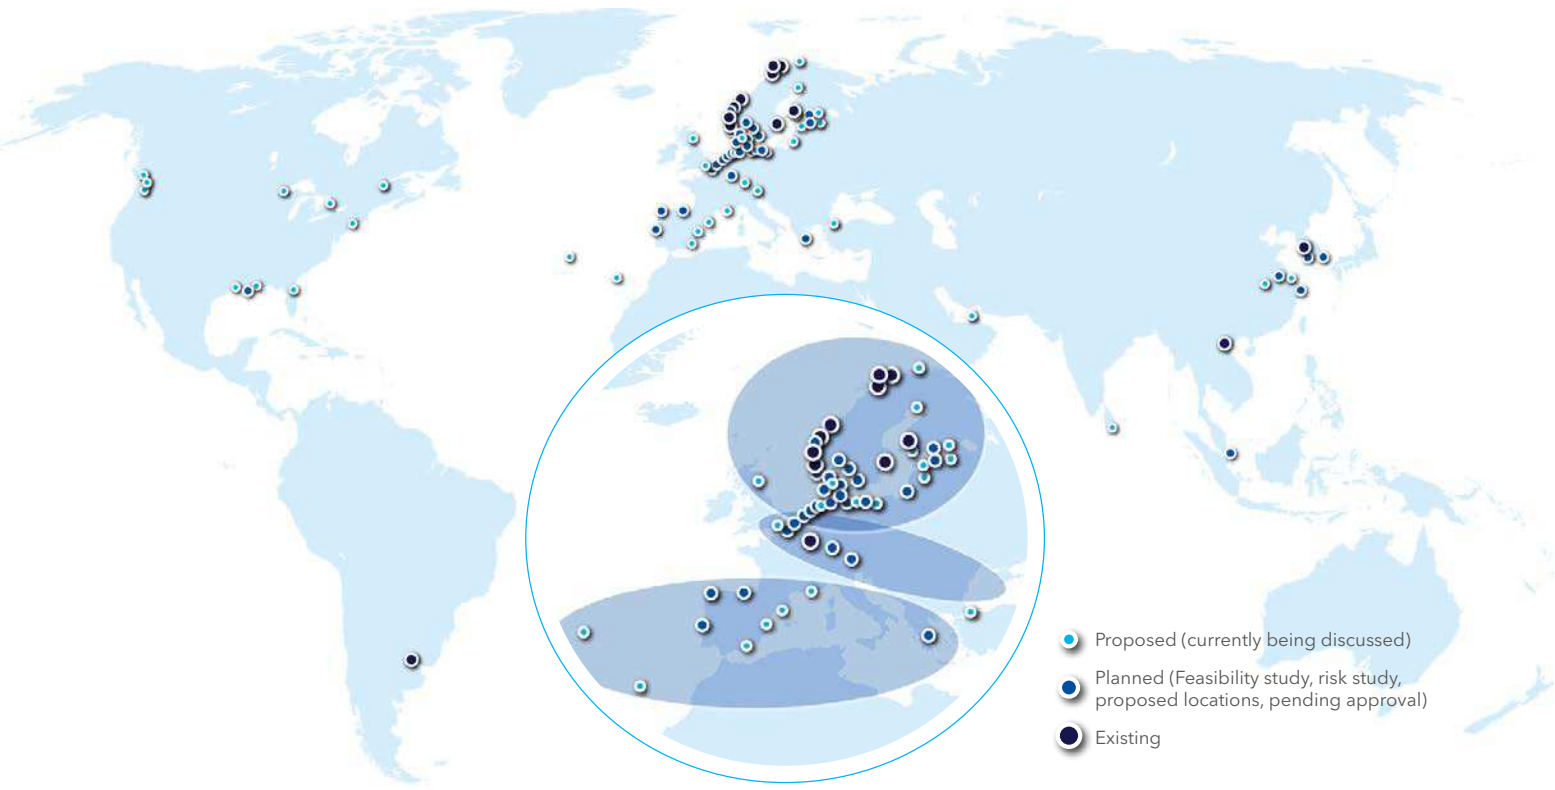 Proposed (currently being discussed)
Planned (Feasibility study, risk study,
proposed locations, pending approval)
Existing